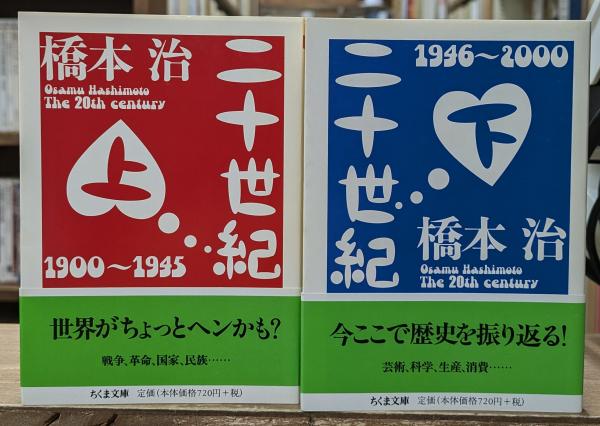 橋本 治
Osamu Hashimoto
The 20th century
二十世紀
上
1900〜1945
世界がちょっとヘンかも?
戦争、革命、国家、民族……
ちくま文庫 定価(本体価格720円+税)
1946〜2000
二十世紀
下
橋本 治
Osamu Hashimoto
The 20th century
今ここで歴史を振り返る!
芸術、科学、生産、消費……
ちくま文庫 定価(本体価格720円+税)